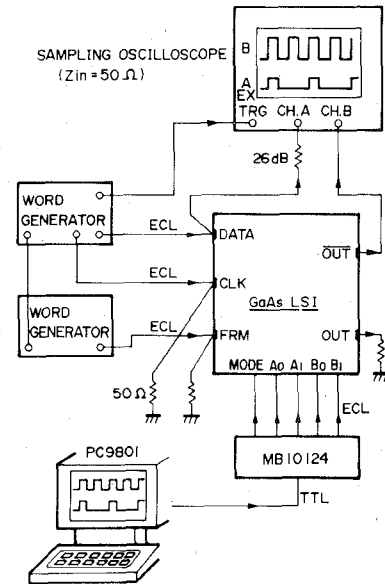 SAMPLING OSCILLOSCOPE
(Zin = 50 Ω)
B
A
EX
TRG CH.A CH.B
26dB
WORD
GENERATOR
ECL
DATA
OUT
ECL
CLK
GaAs LSI
WORD
GENERATOR
ECL
FRM
OUT
MODE A0 A1 B0 B1
50 Ω
ECL
PC9801
MB10124
TTL